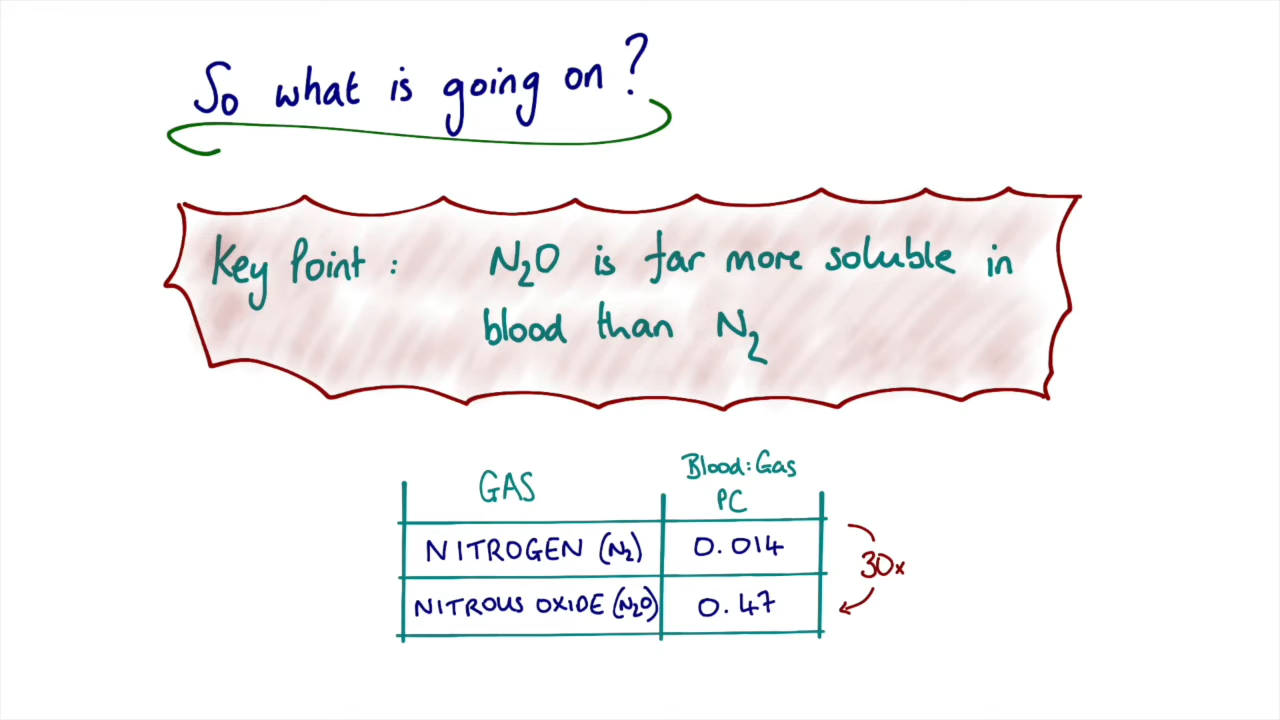 So what is going on?
Key Point : N₂O is far more soluble in
blood than N₂
GAS
Blood:Gas
PC
NITROGEN (N₂) 0.014
NITROUS OXIDE (N₂O) 0.47
30x